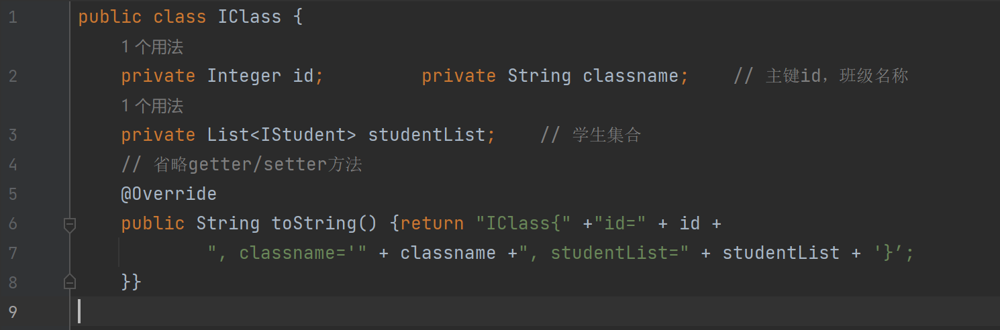 1 public class IClass {
1 个用法
2 private Integer id; private String classname; // 主键id，班级名称
1 个用法
3 private List<IStudent> studentList; // 学生集合
4 // 省略getter/setter方法
5 @Override
6 public String toString() {return "IClass{" +"id=" + id +
7 ", classname='" + classname +", studentList=" + studentList + '}’;
8 }}
9